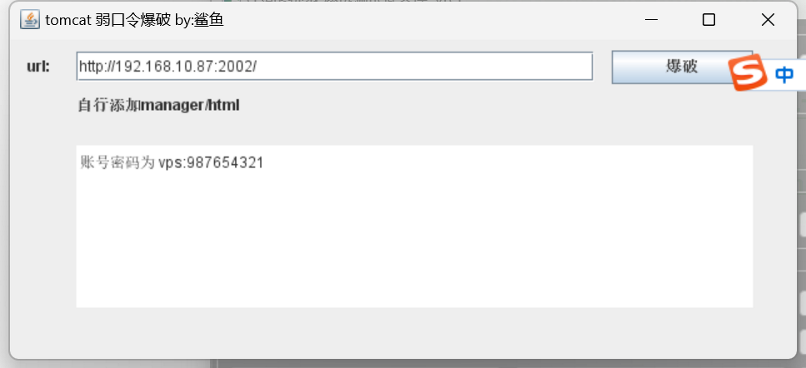 tomcat 弱口令爆破 by:鲨鱼
url: http://192.168.10.87:2002/ 爆破
中
自行添加manager/html
账号密码为 vps:987654321